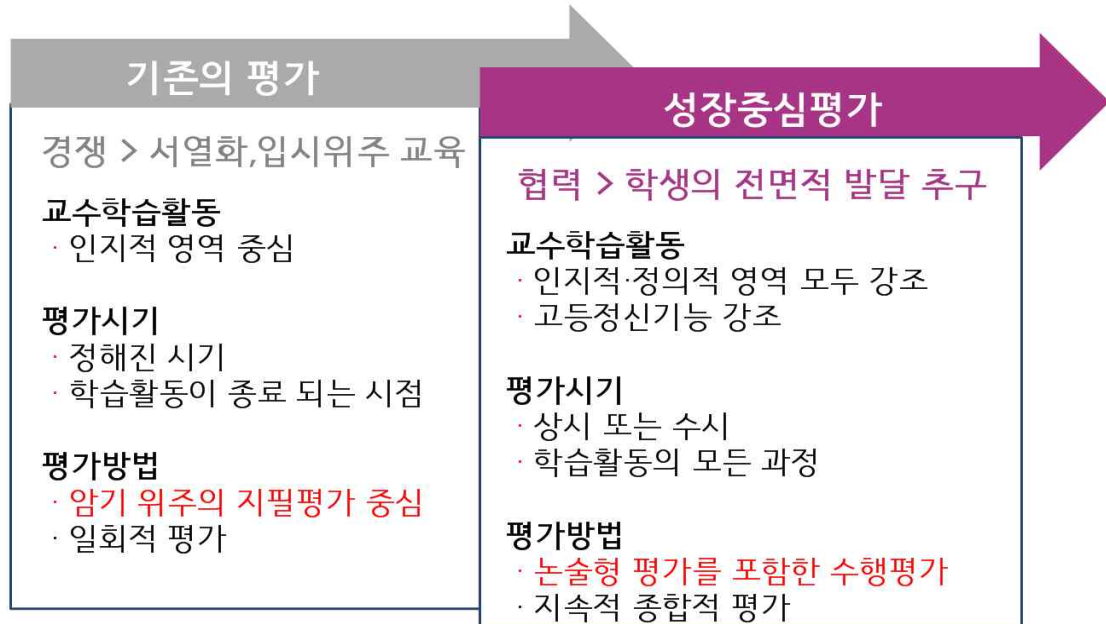 기존의 평가
경쟁 > 서열화,입시위주 교육
교수학습활동
· 인지적 영역 중심
평가시기
· 정해진 시기
· 학습활동이 종료 되는 시점
평가방법
· 암기 위주의 지필평가 중심
· 일회적 평가
성장중심평가
협력 > 학생의 전면적 발달 추구
교수학습활동
· 인지적·정의적 영역 모두 강조
· 고등정신기능 강조
평가시기
· 상시 또는 수시
· 학습활동의 모든 과정
평가방법
· 논술형 평가를 포함한 수행평가
· 지속적 종합적 평가